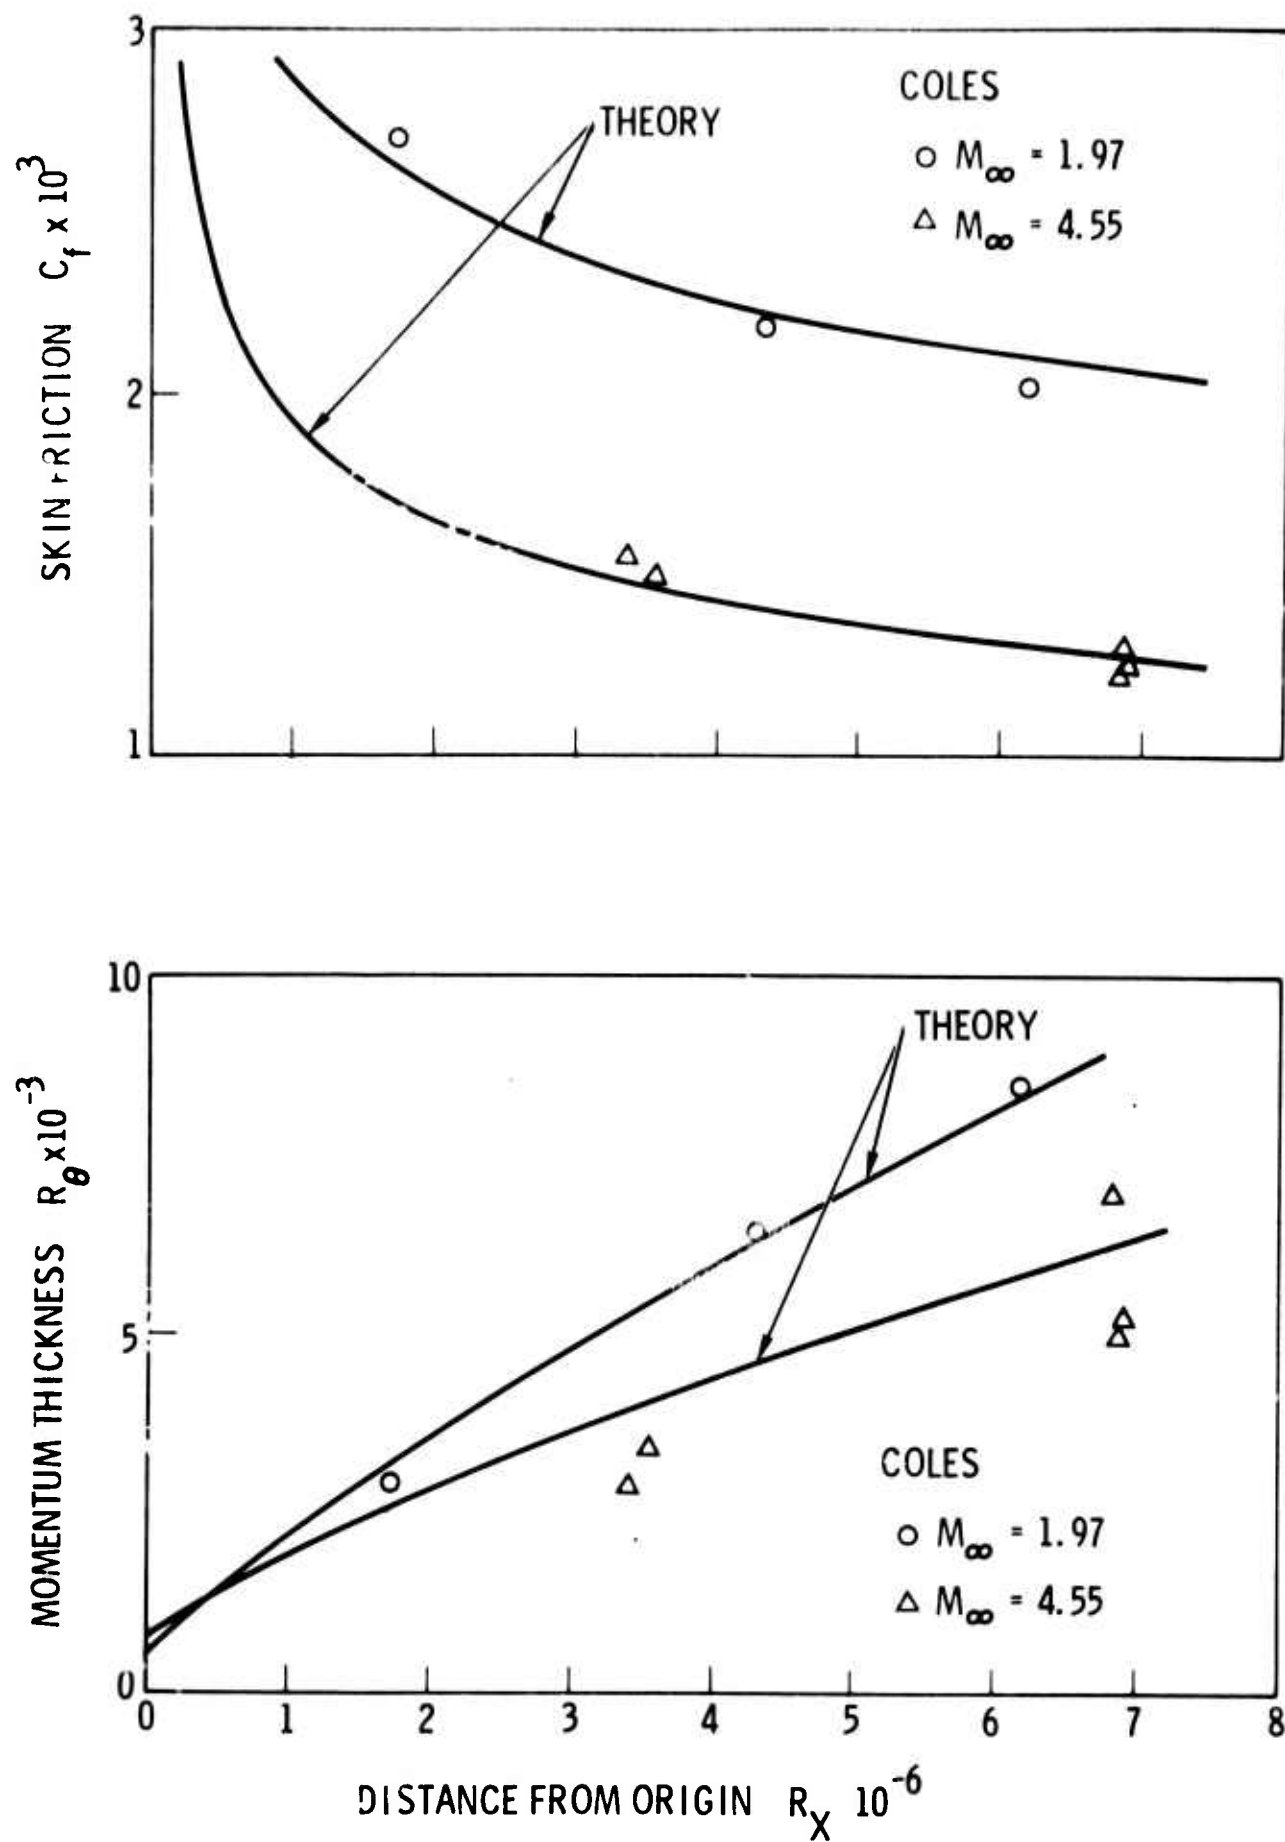 3
COLES
THEORY
○ M∞ = 1.97
△ M∞ = 4.55
SKIN FRICTION C_f x 10³
2
1
10
THEORY
MOMENTUM THICKNESS R_θ x10⁻³
5
COLES
○ M∞ = 1.97
△ M∞ = 4.55
0
0 1 2 3 4 5 6 7 8
DISTANCE FROM ORIGIN R_X 10⁻⁶